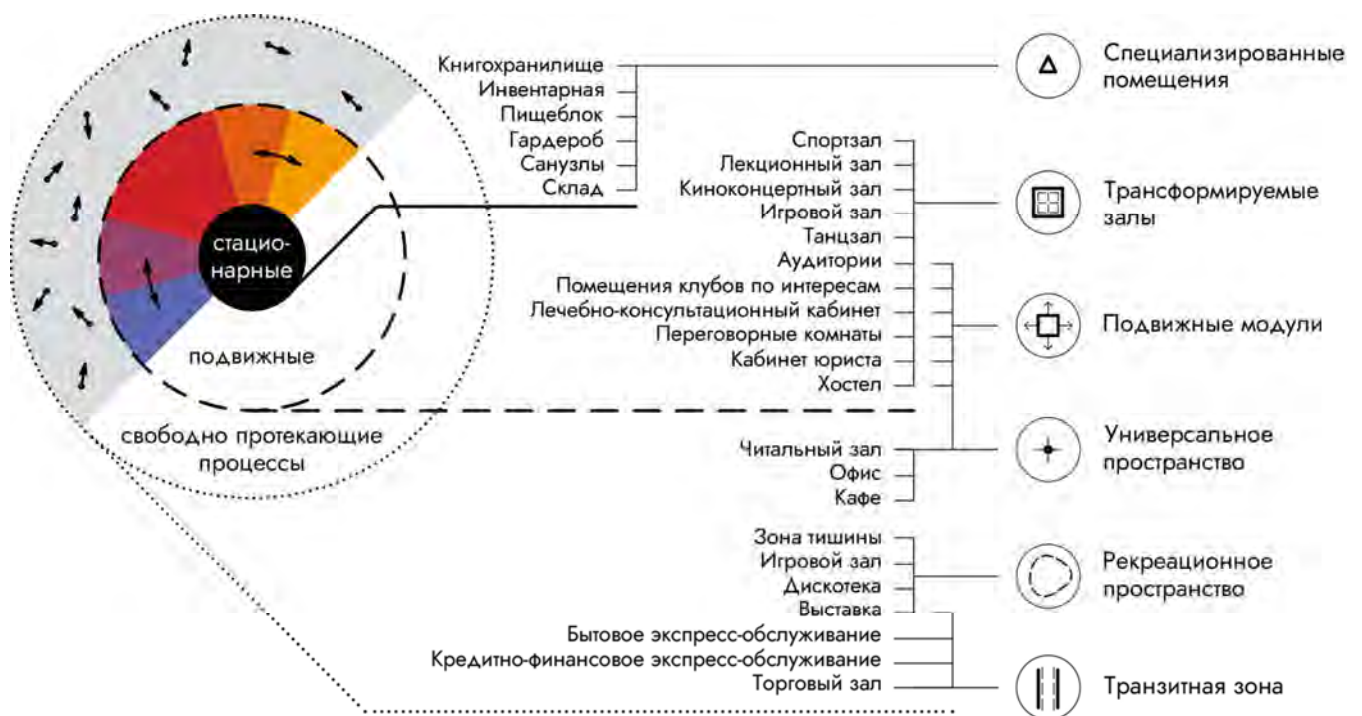 стацио-
нарные
подвижные
свободно протекающие
процессы
Книгохранилище
Инвентарная
Пищеблок
Гардероб
Санузлы
Склад
Спортзал
Лекционный зал
Киноконцертный зал
Игровой зал
Танцзал
Аудитории
Помещения клубов по интересам
Лечебно-консультационный кабинет
Переговорные комнаты
Кабинет юриста
Хостел
Читальный зал
Офис
Кафе
Зона тишины
Игровой зал
Дискотека
Выставка
Бытовое экспресс-обслуживание
Кредитно-финансовое экспресс-обслуживание
Торговый зал
Специализированные
помещения
Трансформируемые
залы
Подвижные модули
Универсальное
пространство
Рекреационное
пространство
Транзитная зона